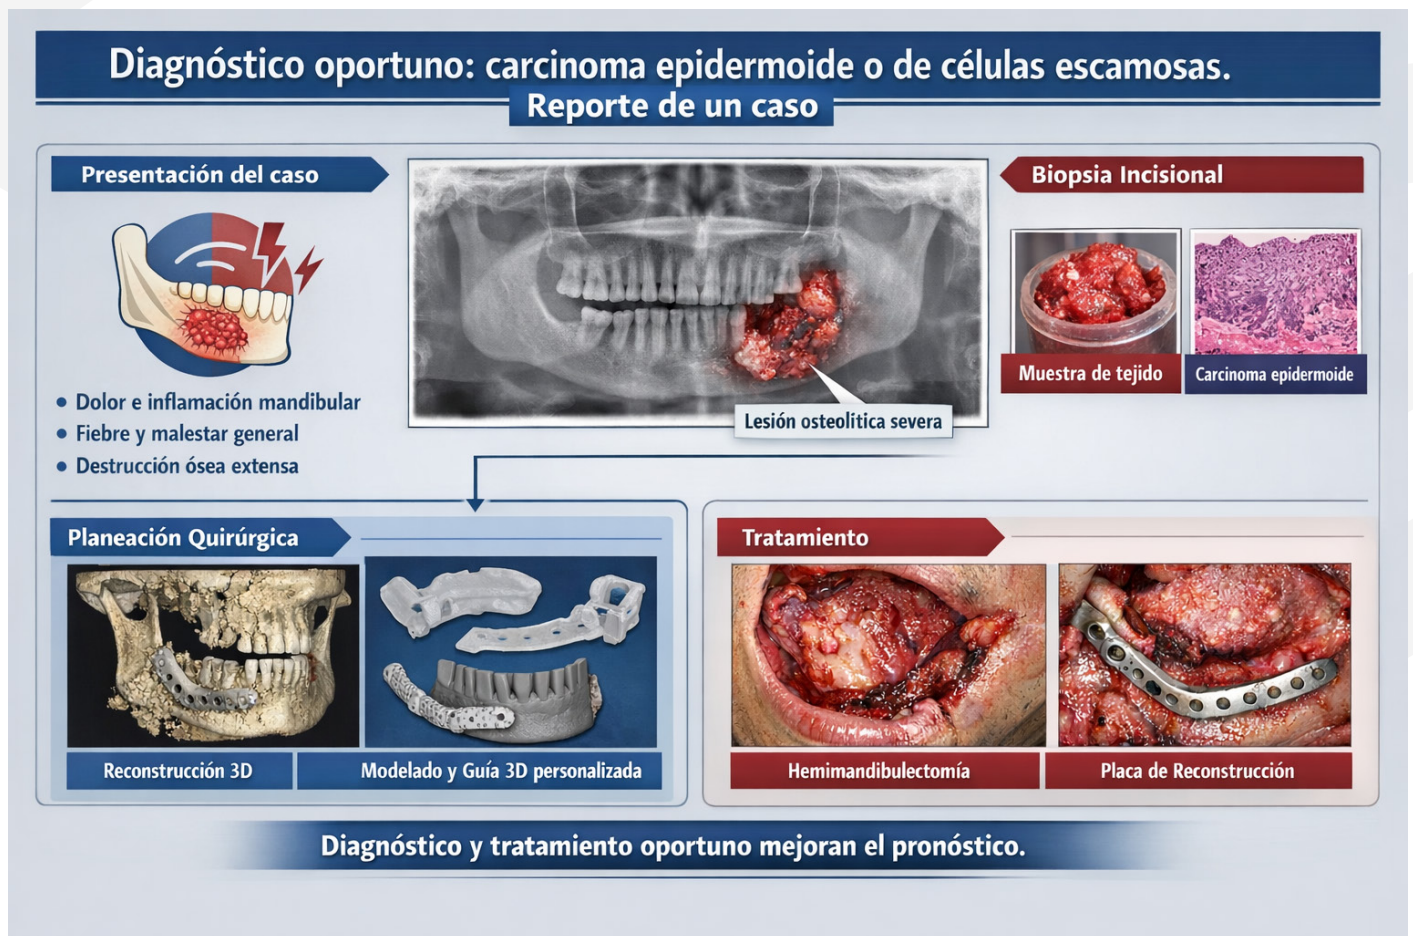 Diagnóstico oportuno: carcinoma epidermoide o de células escamosas.
Reporte de un caso
Presentación del caso
• Dolor e inflamación mandibular
• Fiebre y malestar general
• Destrucción ósea extensa
Lesión osteolítica severa
Biopsia Incisional
Muestra de tejido
Carcinoma epidermoide
Planeación Quirúrgica
Reconstrucción 3D
Modelado y Guía 3D personalizada
Tratamiento
Hemimandibulectomía
Placa de Reconstrucción
Diagnóstico y tratamiento oportuno mejoran el pronóstico.